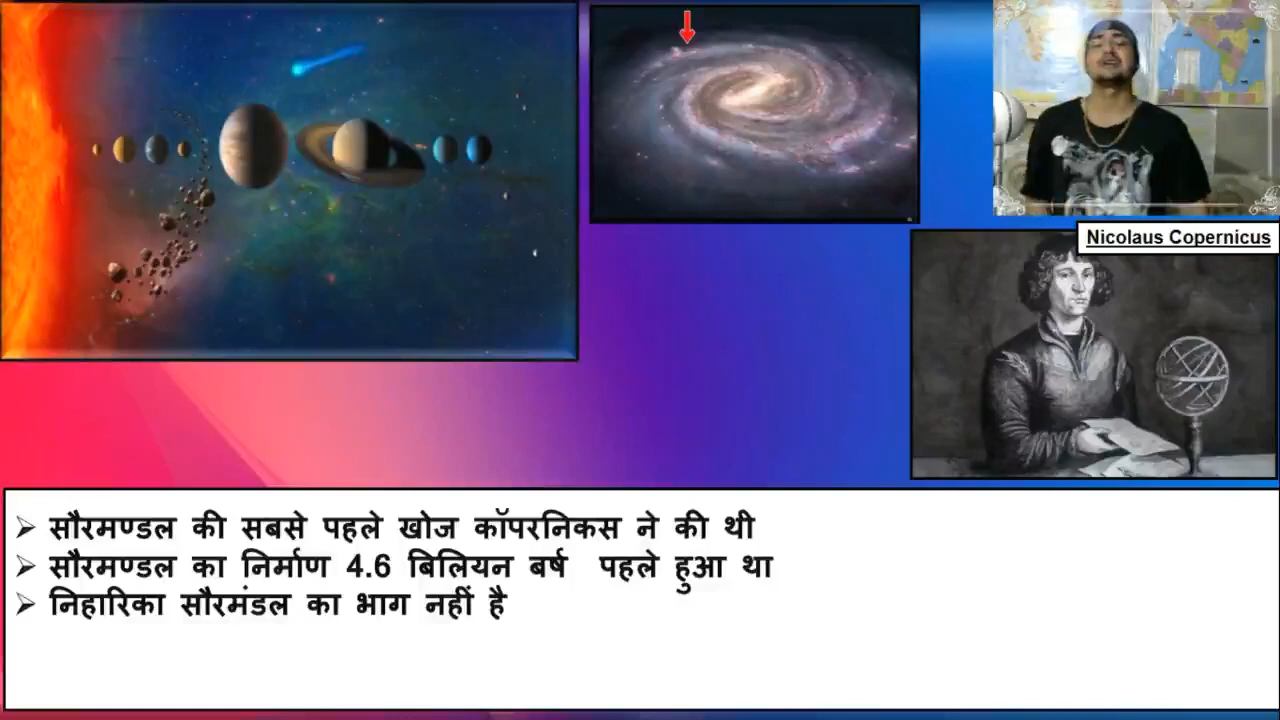 Nicolaus Copernicus
➢ सौरमण्डल की सबसे पहले खोज कॉपरनिकस ने की थी
➢ सौरमण्डल का निर्माण 4.6 बिलियन बर्ष पहले हुआ था
➢ निहारिका सौरमंडल का भाग नहीं है